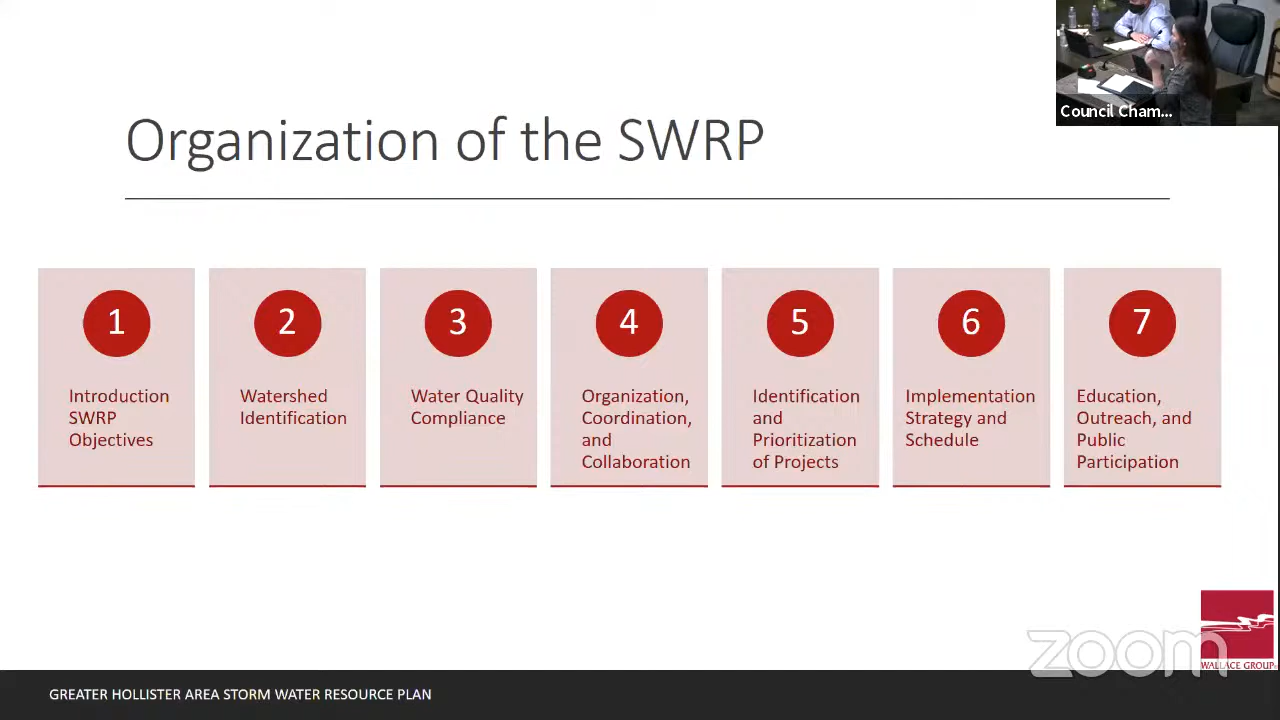 Council Cham...
Organization of the SWRP
1
Introduction
SWRP
Objectives
2
Watershed
Identification
3
Water Quality
Compliance
4
Organization,
Coordination,
and
Collaboration
5
Identification
and
Prioritization
of Projects
6
Implementation
Strategy and
Schedule
7
Education,
Outreach, and
Public
Participation
zoom
WALLACE GROUP®
GREATER HOLLISTER AREA STORM WATER RESOURCE PLAN